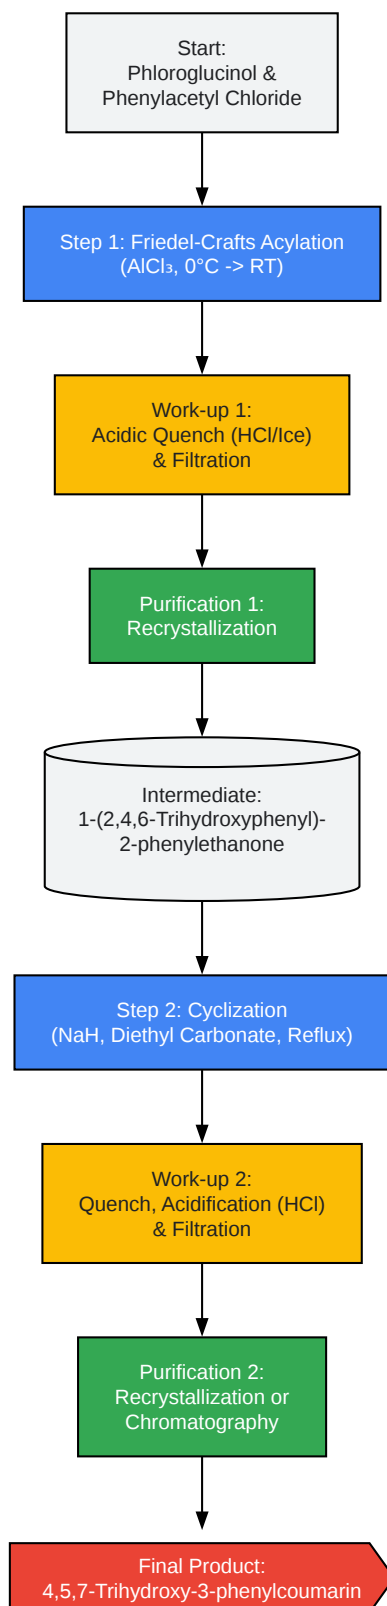 Start:
Phloroglucinol &
Phenylacetyl Chloride
Step 1: Friedel-Crafts Acylation
(AlCl₃, 0°C -> RT)
Work-up 1:
Acidic Quench (HCl/Ice)
& Filtration
Purification 1:
Recrystallization
Intermediate:
1-(2,4,6-Trihydroxyphenyl)-
2-phenylethanone
Step 2: Cyclization
(NaH, Diethyl Carbonate, Reflux)
Work-up 2:
Quench, Acidification (HCl)
& Filtration
Purification 2:
Recrystallization or
Chromatography
Final Product:
4,5,7-Trihydroxy-3-phenylcoumarin